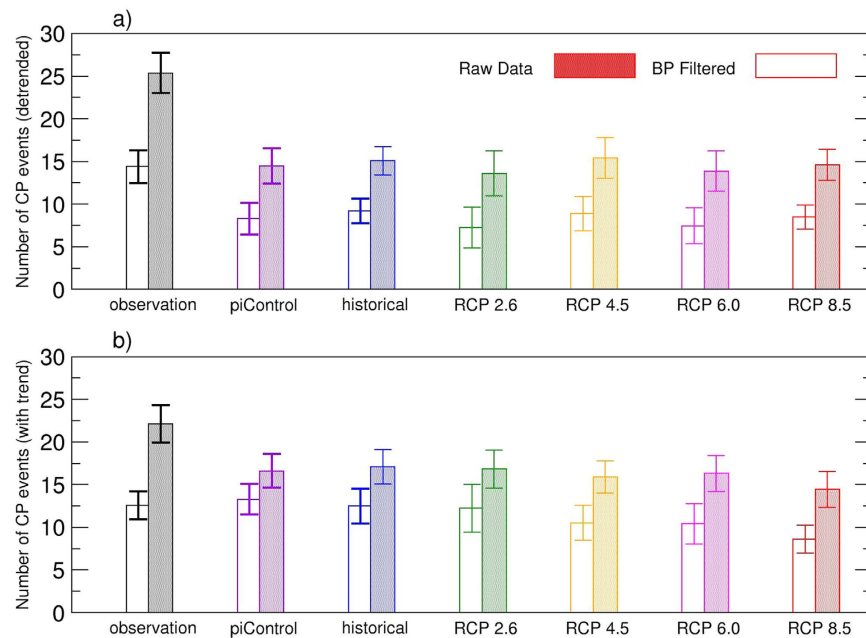 a)
Number of CP events (detrended)
30
25
20
15
10
5
0
Raw Data BP Filtered
observation piControl historical RCP 2.6 RCP 4.5 RCP 6.0 RCP 8.5
b)
Number of CP events (with trend)
30
25
20
15
10
5
0
observation piControl historical RCP 2.6 RCP 4.5 RCP 6.0 RCP 8.5